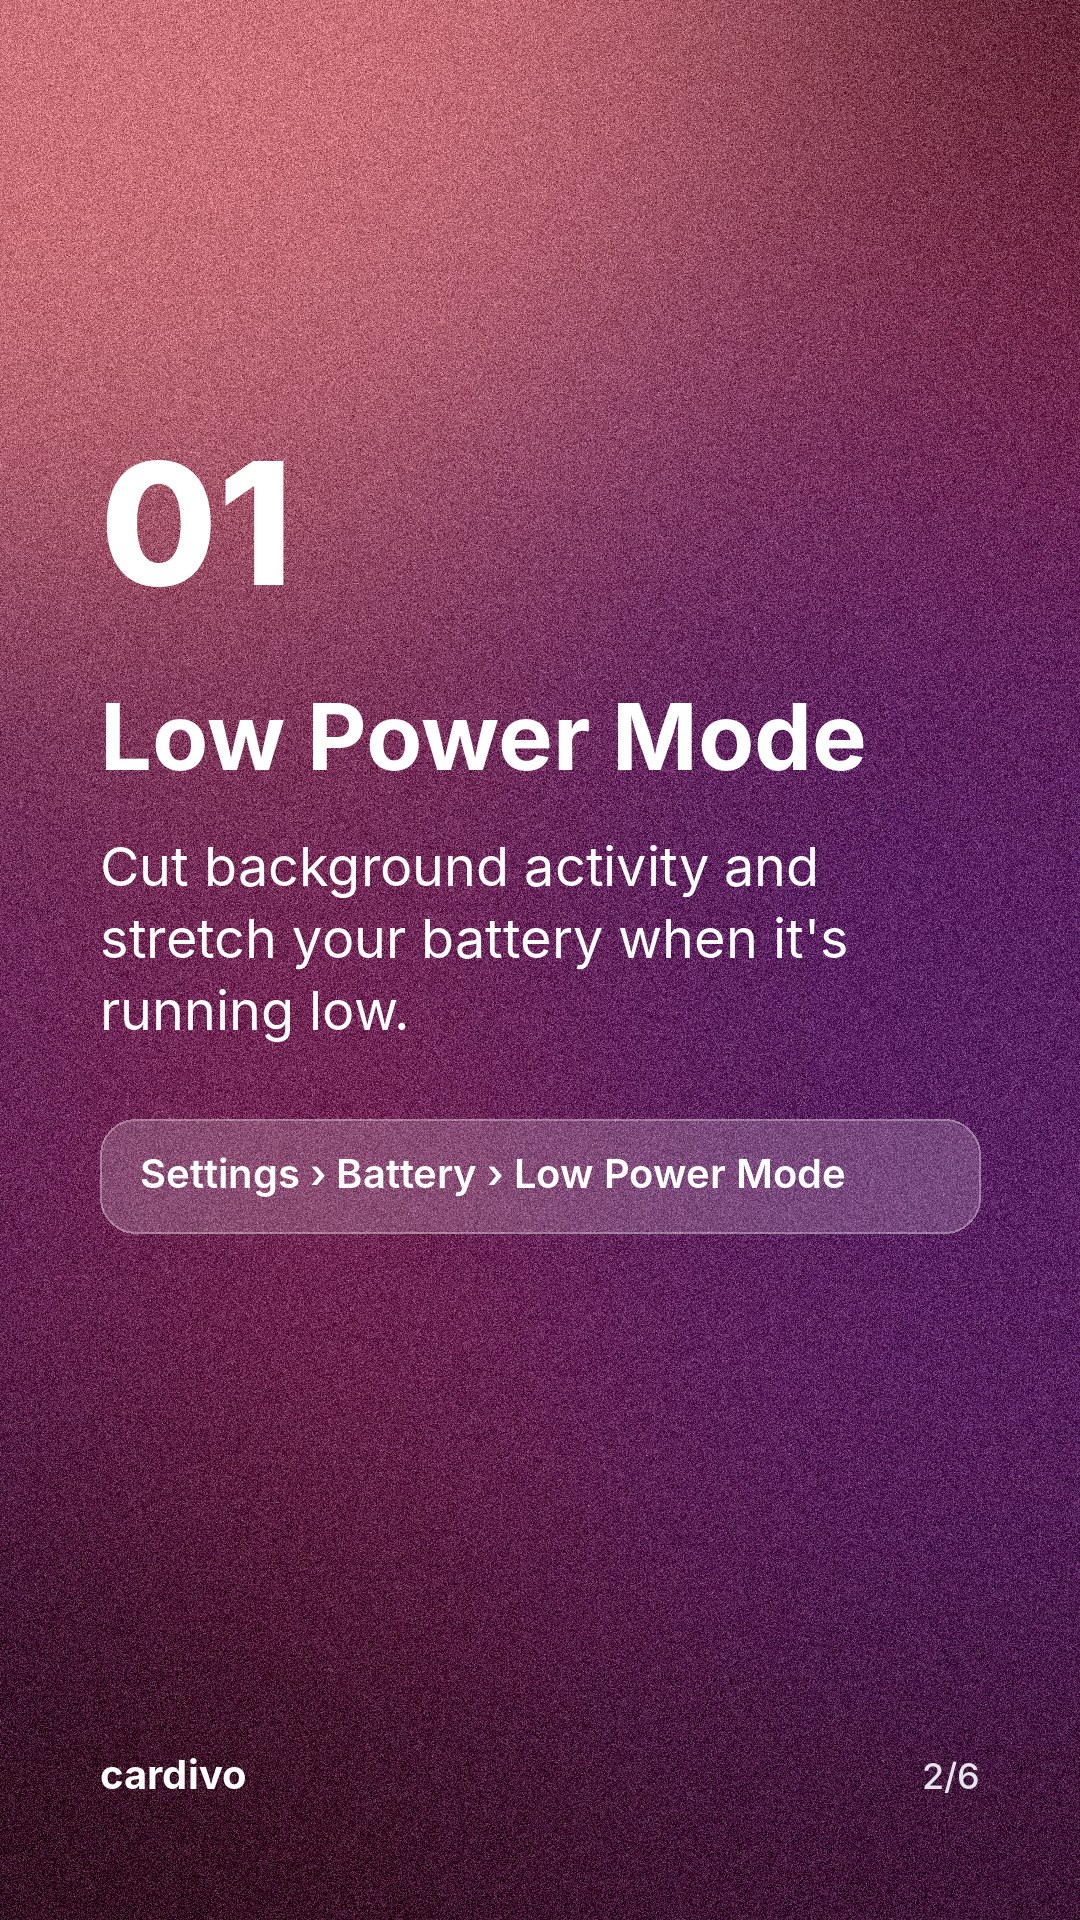 01
Low Power Mode
Cut background activity and
stretch your battery when it's
running low.
Settings › Battery › Low Power Mode
cardivo
2/6